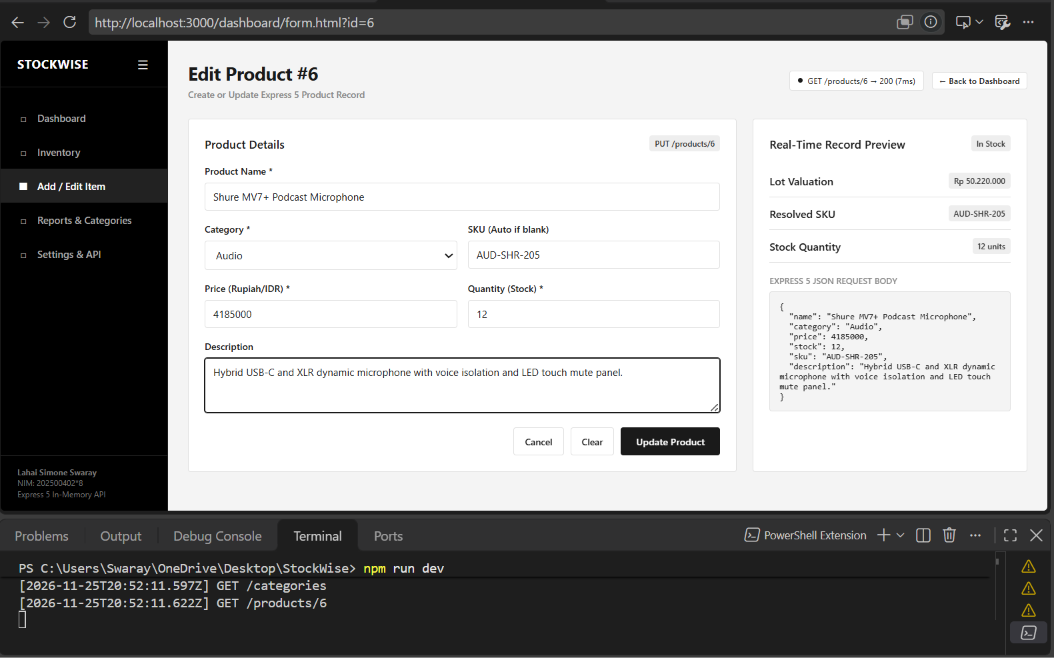 http://localhost:3000/dashboard/form.html?id=6
STOCKWISE
Dashboard
Inventory
Add / Edit Item
Reports & Categories
Settings & API
Lahai Simone Swaray
NIM: 202500402*8
Express 5 In-Memory API
Edit Product #6
Create or Update Express 5 Product Record
GET /products/6 → 200 (7ms)
← Back to Dashboard
Product Details
PUT /products/6
Product Name *
Shure MV7+ Podcast Microphone
Category *
SKU (Auto if blank)
Audio
AUD-SHR-205
Price (Rupiah/IDR) *
Quantity (Stock) *
4185000
12
Description
Hybrid USB-C and XLR dynamic microphone with voice isolation and LED touch mute panel.
Cancel
Clear
Update Product
Real-Time Record Preview
In Stock
Lot Valuation
Rp 50.220.000
Resolved SKU
AUD-SHR-205
Stock Quantity
12 units
EXPRESS 5 JSON REQUEST BODY
{
"name": "Shure MV7+ Podcast Microphone",
"category": "Audio",
"price": 4185000,
"stock": 12,
"sku": "AUD-SHR-205",
"description": "Hybrid USB-C and XLR dynamic
microphone with voice isolation and LED touch
mute panel."
}
Problems
Output
Debug Console
Terminal
Ports
PowerShell Extension
PS C:\Users\Swaray\OneDrive\Desktop\StockWise> npm run dev
[2026-11-25T20:52:11.597Z] GET /categories
[2026-11-25T20:52:11.622Z] GET /products/6